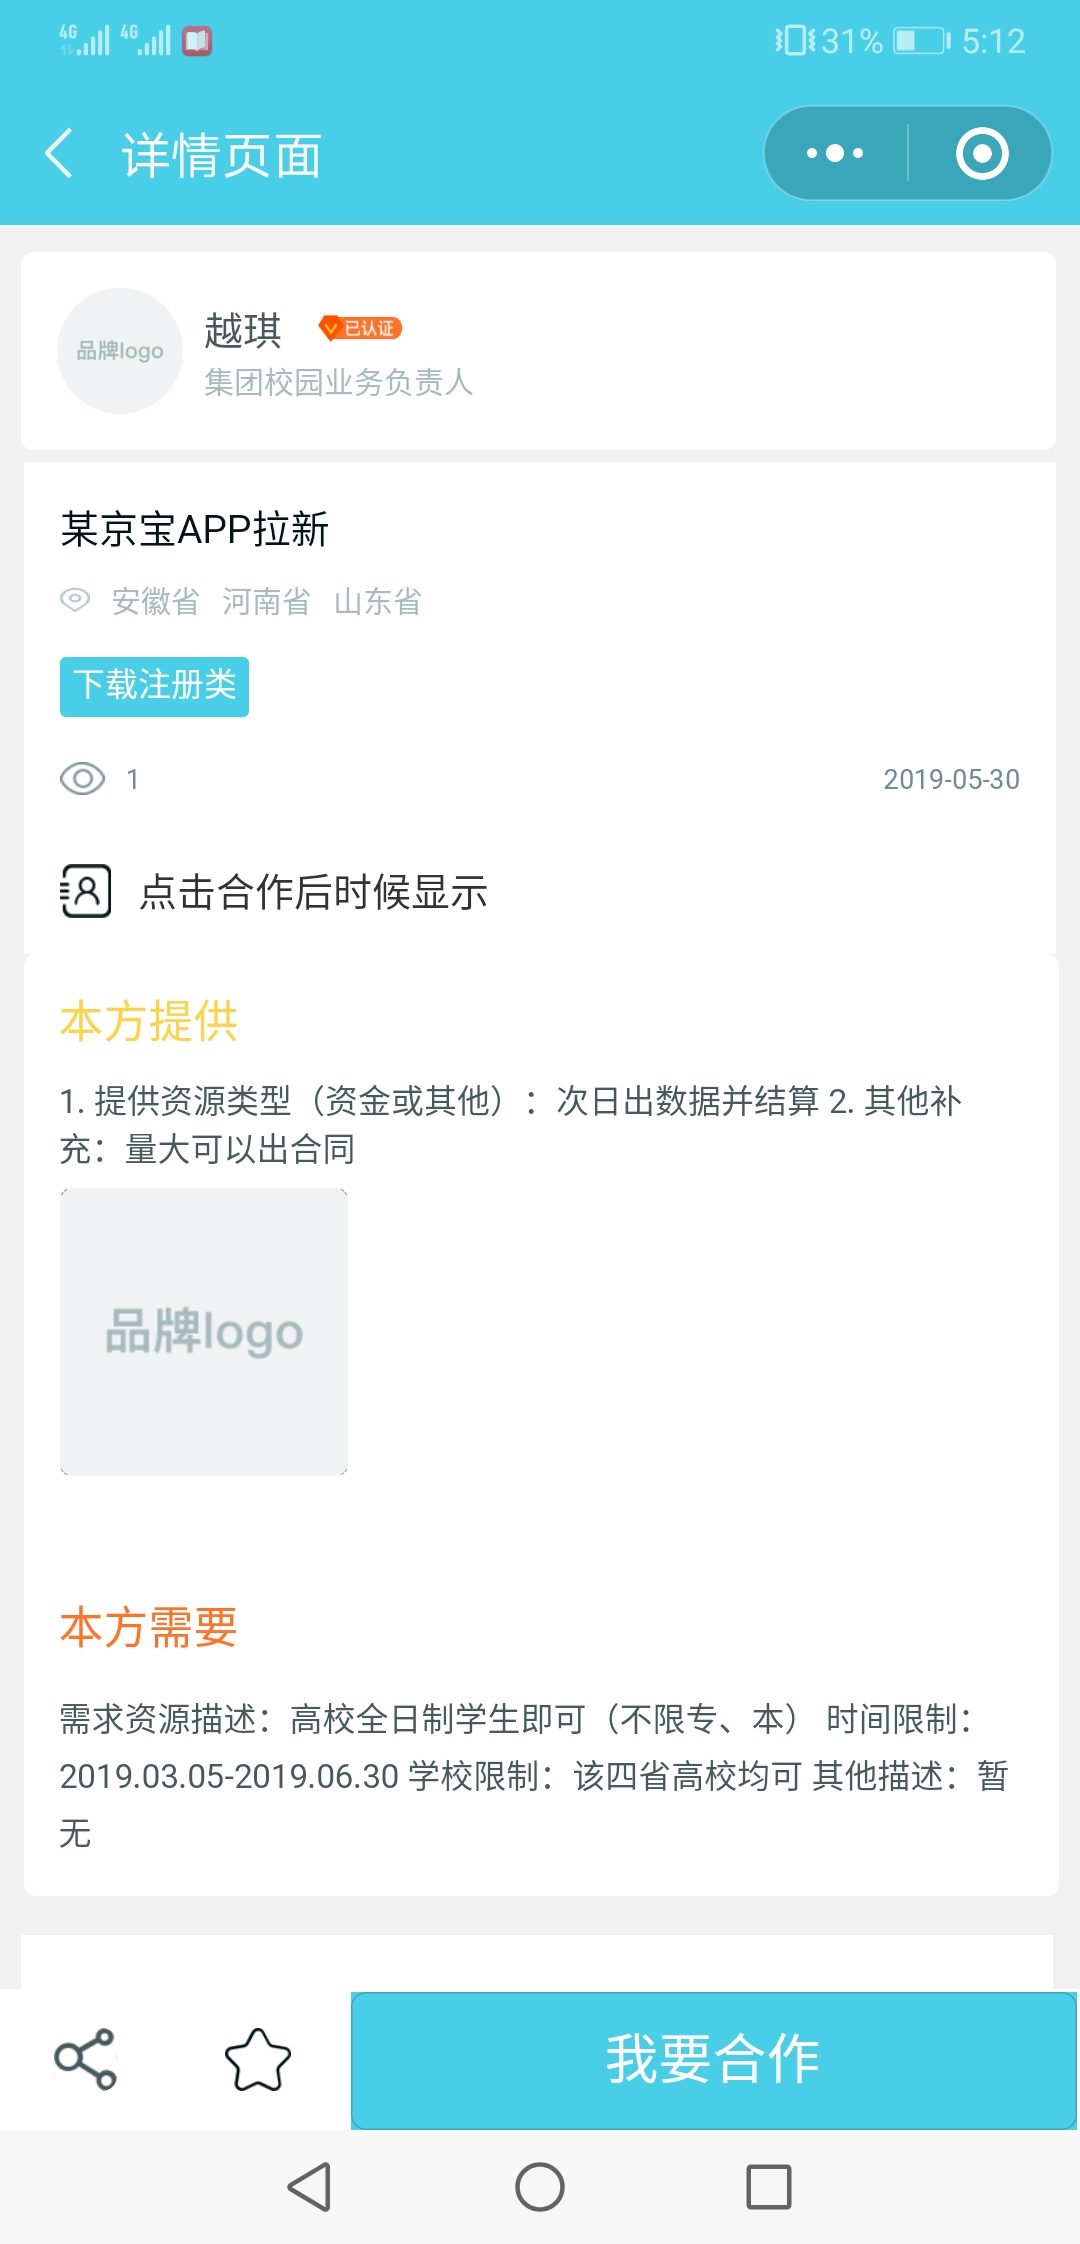 4G 4G 31% 5:12
详情页面
品牌logo
越琪 已认证
集团校园业务负责人
某京宝APP拉新
安徽省 河南省 山东省
下载注册类
1 2019-05-30
点击合作后时候显示
本方提供
1. 提供资源类型（资金或其他）：次日出数据并结算 2. 其他补
充：量大可以出合同
品牌logo
本方需要
需求资源描述：高校全日制学生即可（不限专、本） 时间限制：
2019.03.05-2019.06.30 学校限制：该四省高校均可 其他描述：暂
无
我要合作